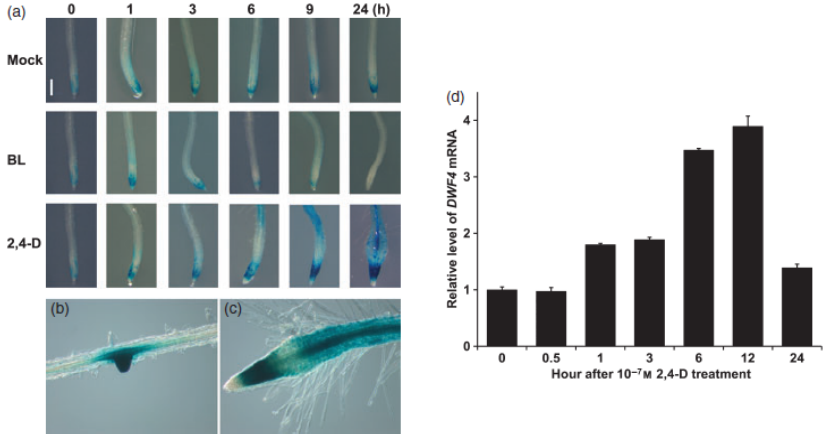 (a)
0 1 3 6 9 24 (h)
Mock
BL
2,4-D
(b)
(c)
(d)
Relative level of DWF4 mRNA
4
3
2
1
0
0 0.5 1 3 6 12 24
Hour after 10⁻⁷ M 2,4-D treatment